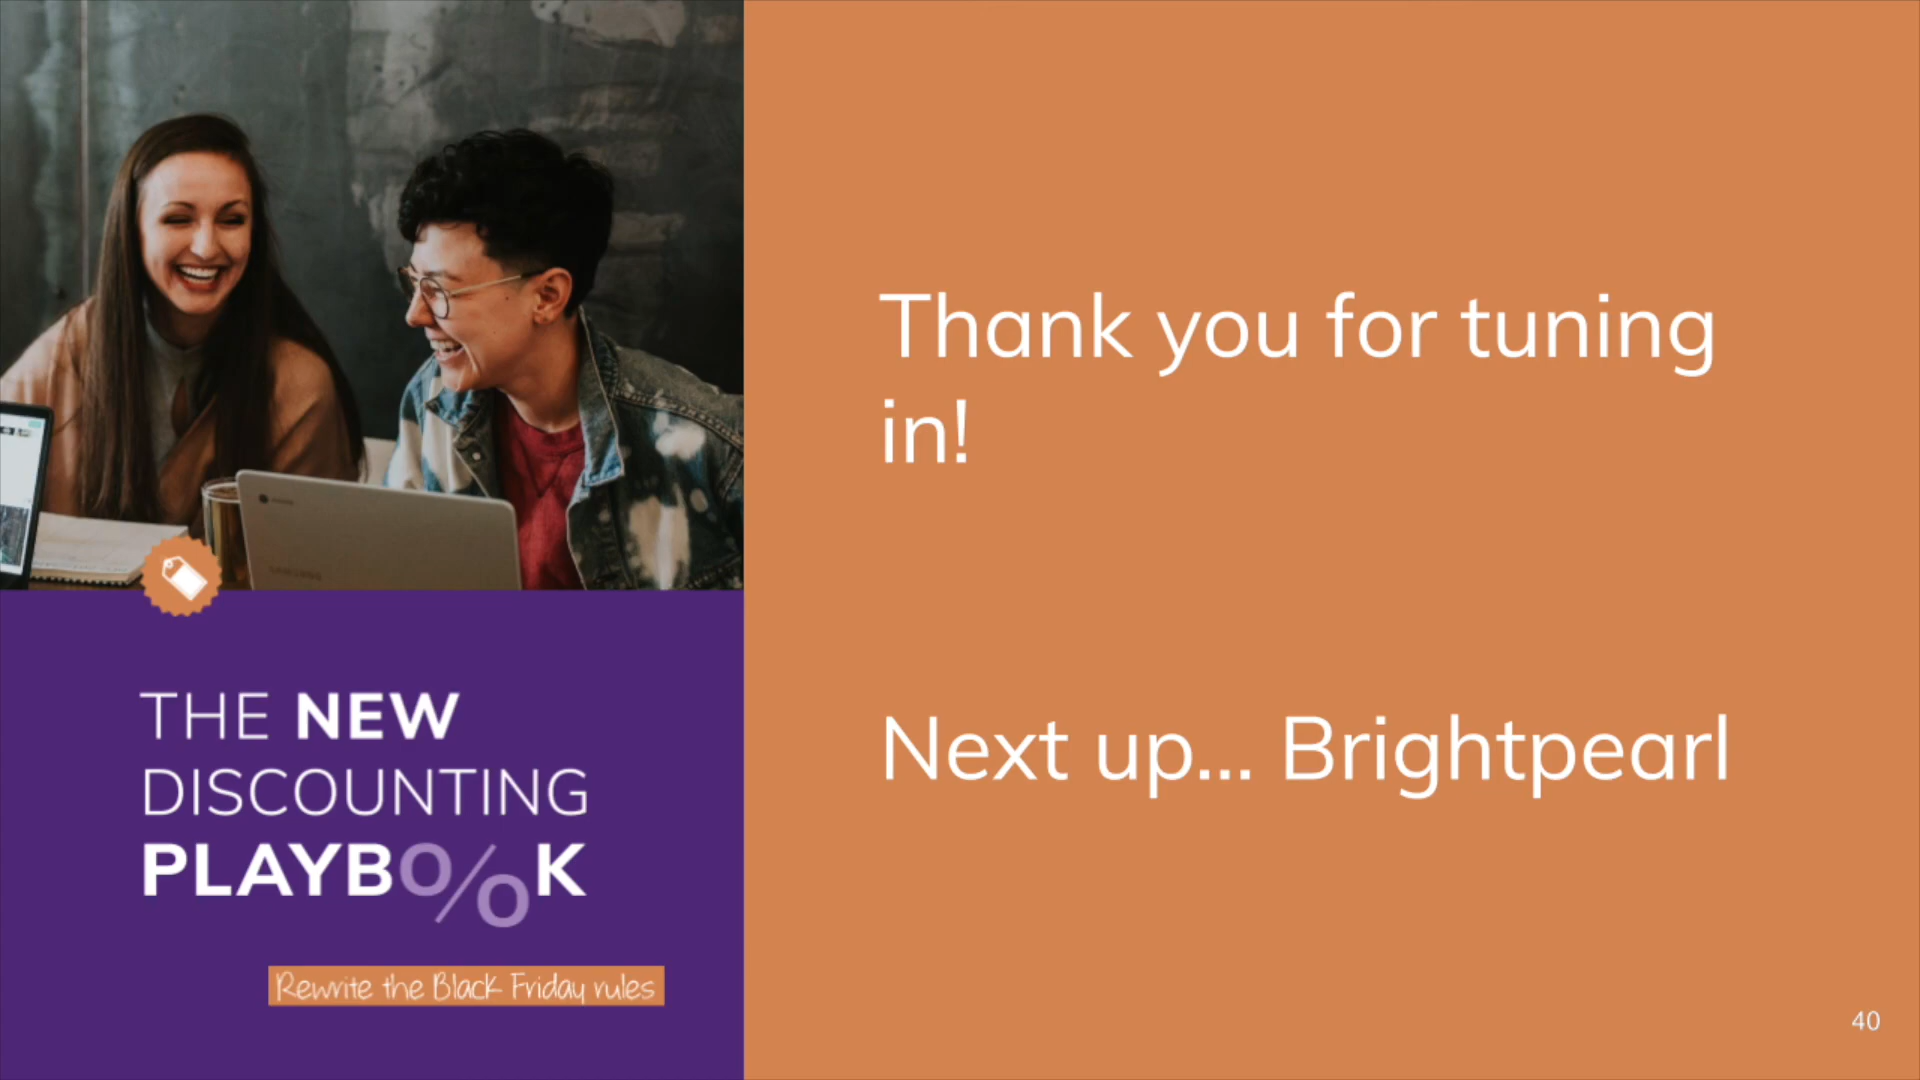 THE NEW
DISCOUNTING
PLAYBO%K
Rewrite the Black Friday rules
Thank you for tuning
in!
Next up... Brightpearl
40